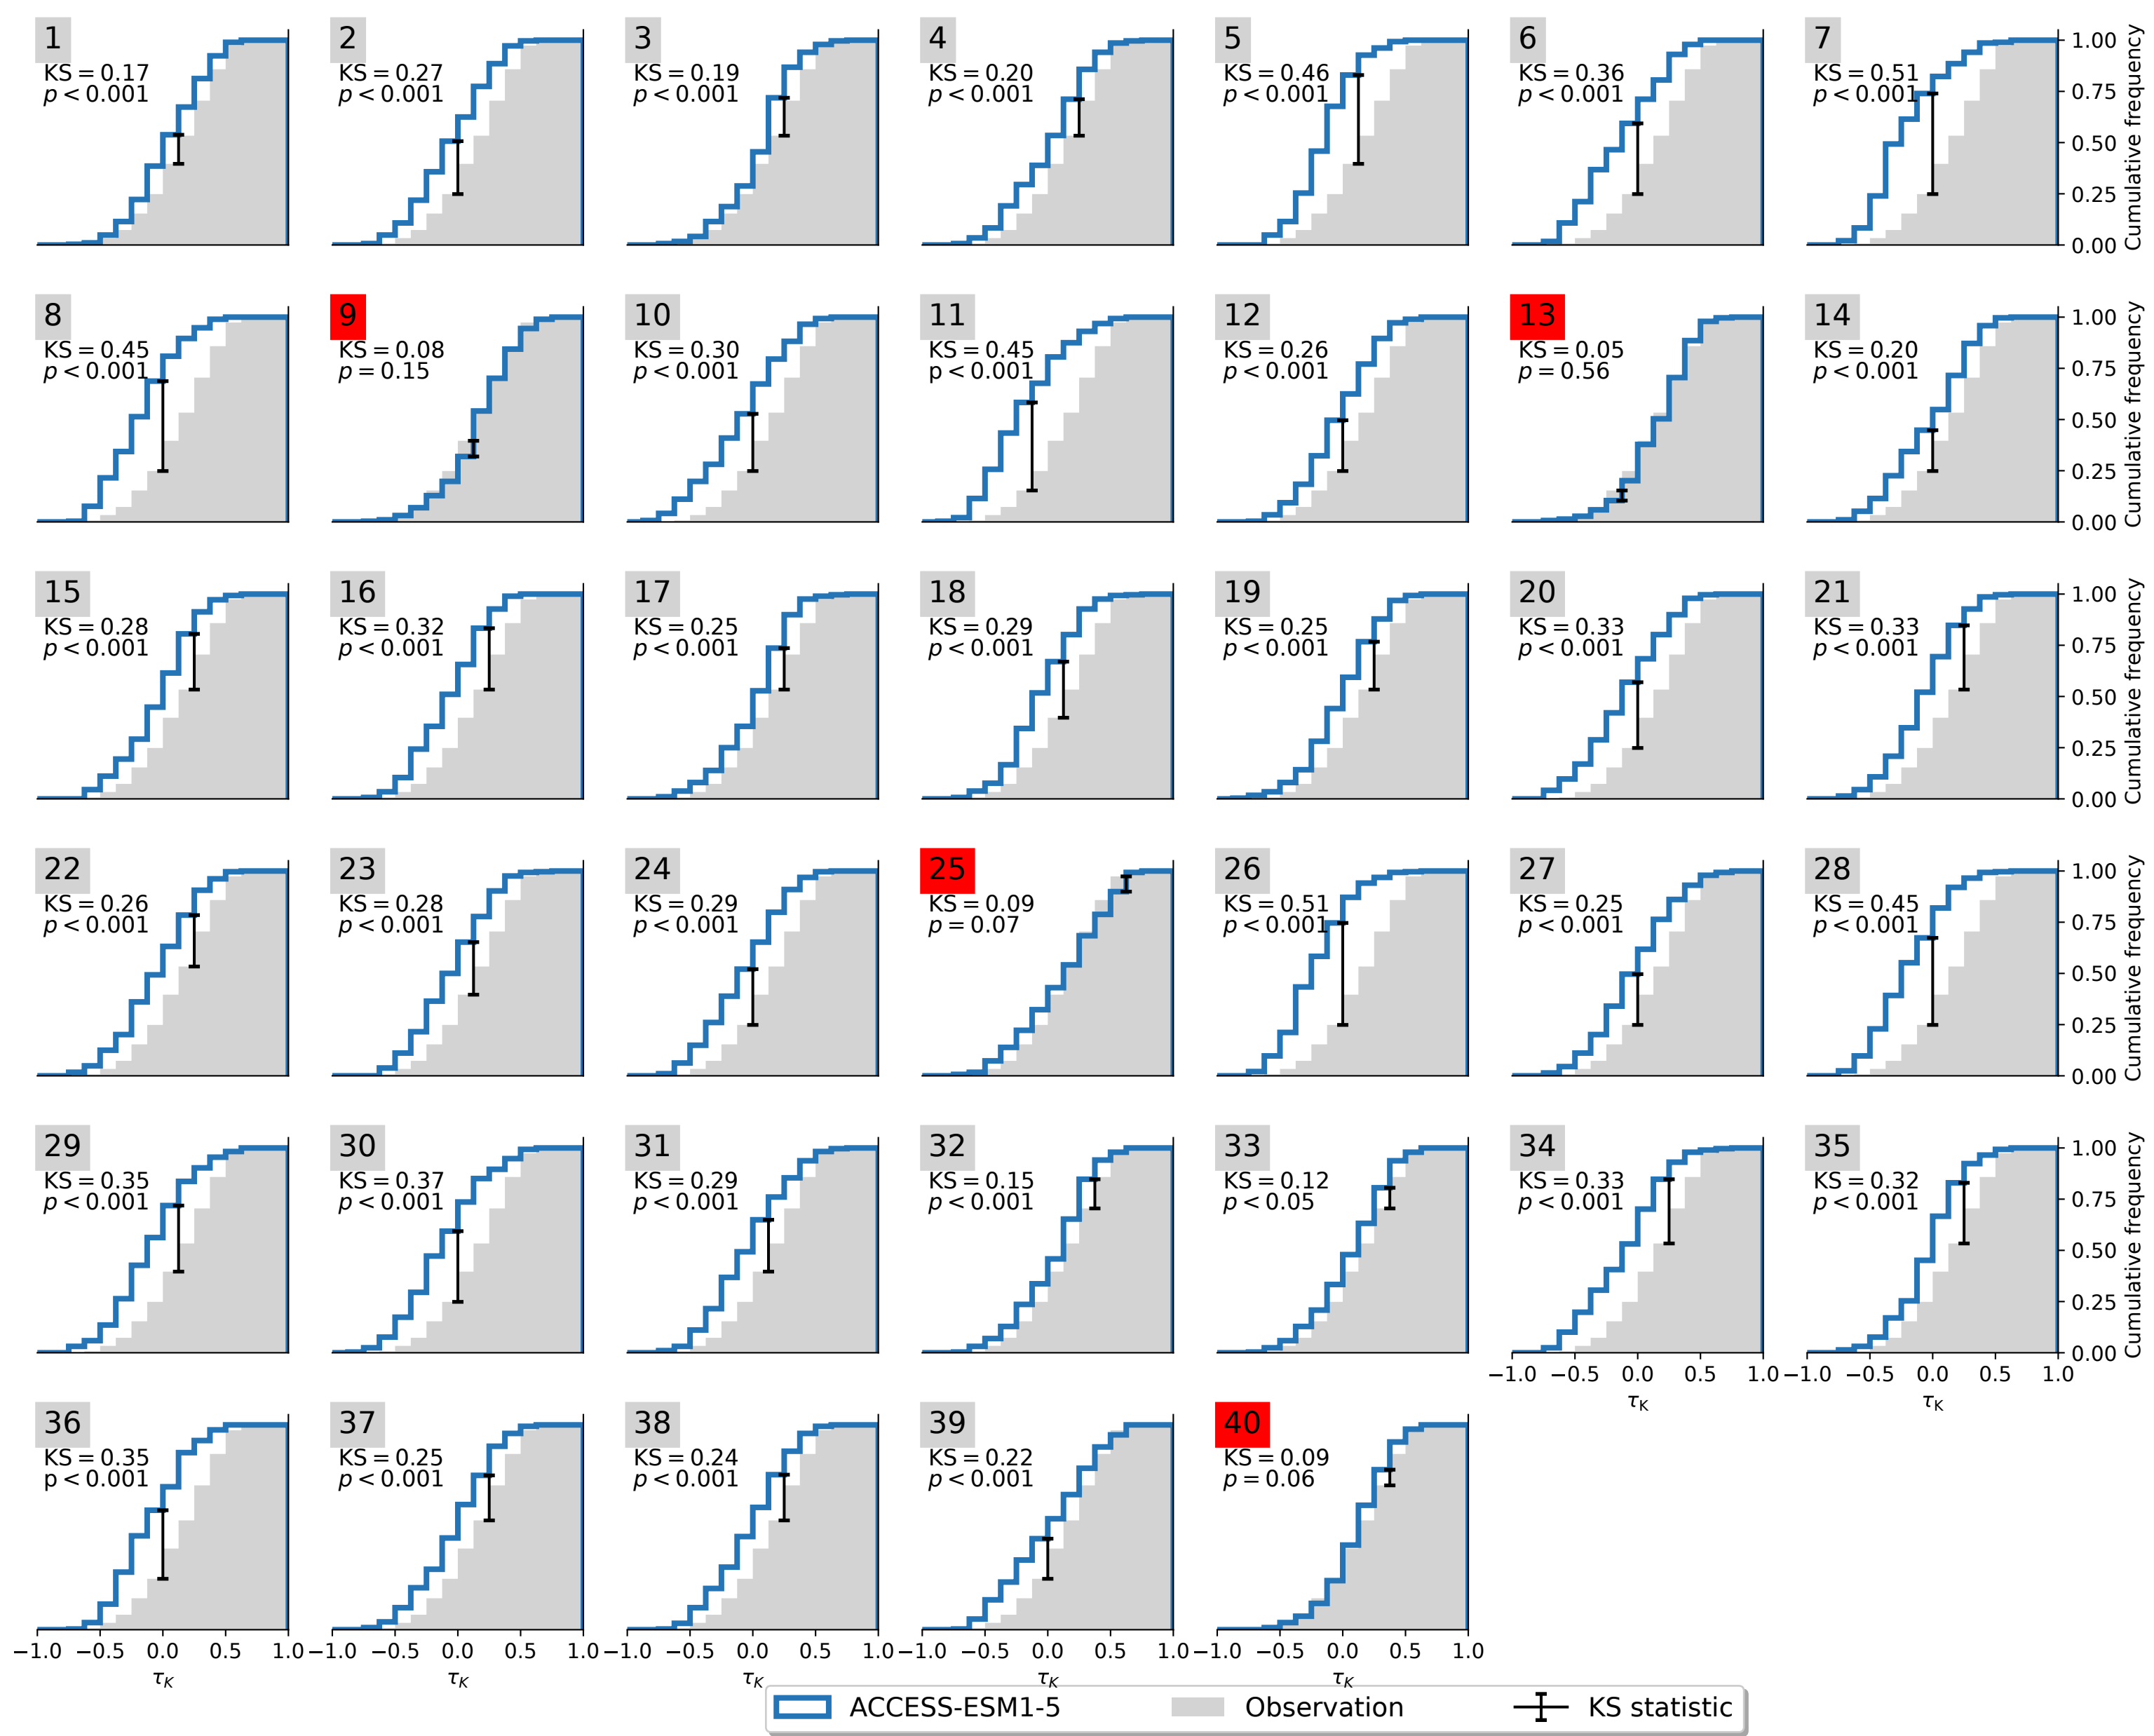 1
KS = 0.17
p < 0.001
2
KS = 0.27
p < 0.001
3
KS = 0.19
p < 0.001
4
KS = 0.20
p < 0.001
5
KS = 0.46
p < 0.001
6
KS = 0.36
p < 0.001
7
KS = 0.51
p < 0.001
1.00
0.75
0.50
0.25
0.00
Cumulative frequency
8
KS = 0.45
p < 0.001
9
KS = 0.08
p = 0.15
10
KS = 0.30
p < 0.001
11
KS = 0.45
p < 0.001
12
KS = 0.26
p < 0.001
13
KS = 0.05
p = 0.56
14
KS = 0.20
p < 0.001
1.00
0.75
0.50
0.25
0.00
Cumulative frequency
15
KS = 0.28
p < 0.001
16
KS = 0.32
p < 0.001
17
KS = 0.25
p < 0.001
18
KS = 0.29
p < 0.001
19
KS = 0.25
p < 0.001
20
KS = 0.33
p < 0.001
21
KS = 0.33
p < 0.001
1.00
0.75
0.50
0.25
0.00
Cumulative frequency
22
KS = 0.26
p < 0.001
23
KS = 0.28
p < 0.001
24
KS = 0.29
p < 0.001
25
KS = 0.09
p = 0.07
26
KS = 0.51
p < 0.001
27
KS = 0.25
p < 0.001
28
KS = 0.45
p < 0.001
1.00
0.75
0.50
0.25
0.00
Cumulative frequency
29
KS = 0.35
p < 0.001
30
KS = 0.37
p < 0.001
31
KS = 0.29
p < 0.001
32
KS = 0.15
p < 0.001
33
KS = 0.12
p < 0.05
34
KS = 0.33
p < 0.001
−1.0 −0.5 0.0 0.5 1.0
τK
35
KS = 0.32
p < 0.001
−1.0 −0.5 0.0 0.5 1.0
τK
1.00
0.75
0.50
0.25
0.00
Cumulative frequency
36
KS = 0.35
p < 0.001
−1.0 −0.5 0.0 0.5 1.0
τK
37
KS = 0.25
p < 0.001
−1.0 −0.5 0.0 0.5 1.0
τK
38
KS = 0.24
p < 0.001
−1.0 −0.5 0.0 0.5 1.0
τK
39
KS = 0.22
p < 0.001
−1.0 −0.5 0.0 0.5 1.0
τK
40
KS = 0.09
p = 0.06
−1.0 −0.5 0.0 0.5 1.0
τK
ACCESS-ESM1-5 Observation KS statistic